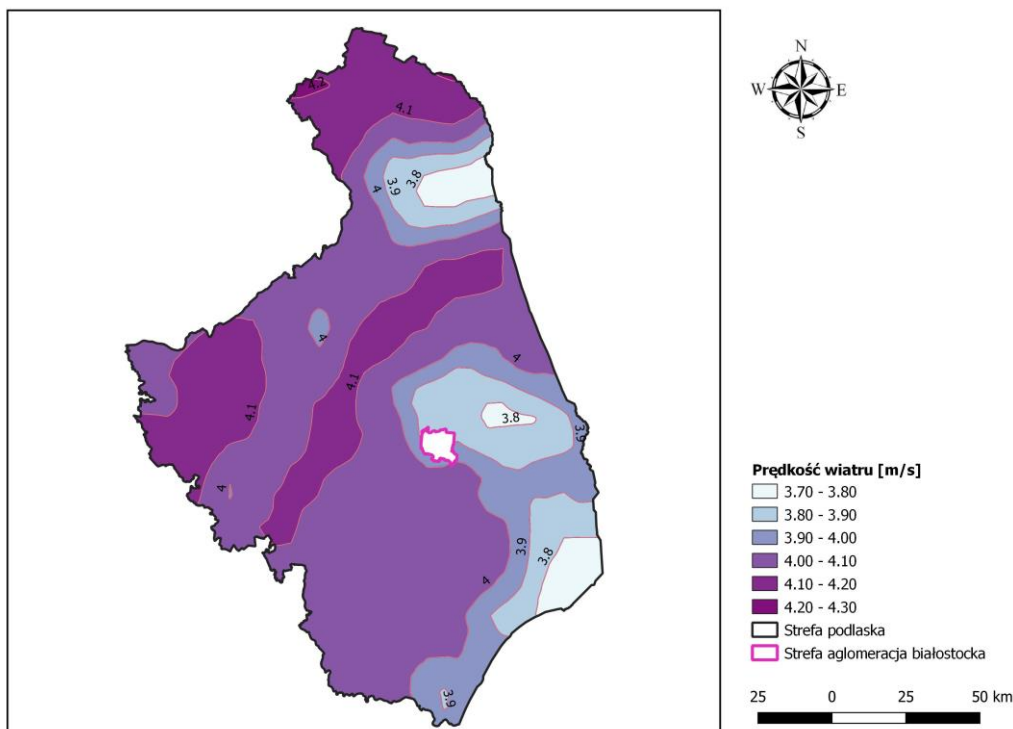 N
W E
S
4.2
4.1
3.8
3.9
4
4
4.1
4.1
4
3.8
3.9
4
3.9
3.8
4
3.9
Prędkość wiatru [m/s]
3.70 - 3.80
3.80 - 3.90
3.90 - 4.00
4.00 - 4.10
4.10 - 4.20
4.20 - 4.30
Strefa podlaska
Strefa aglomeracja białostocka
25 0 25 50 km